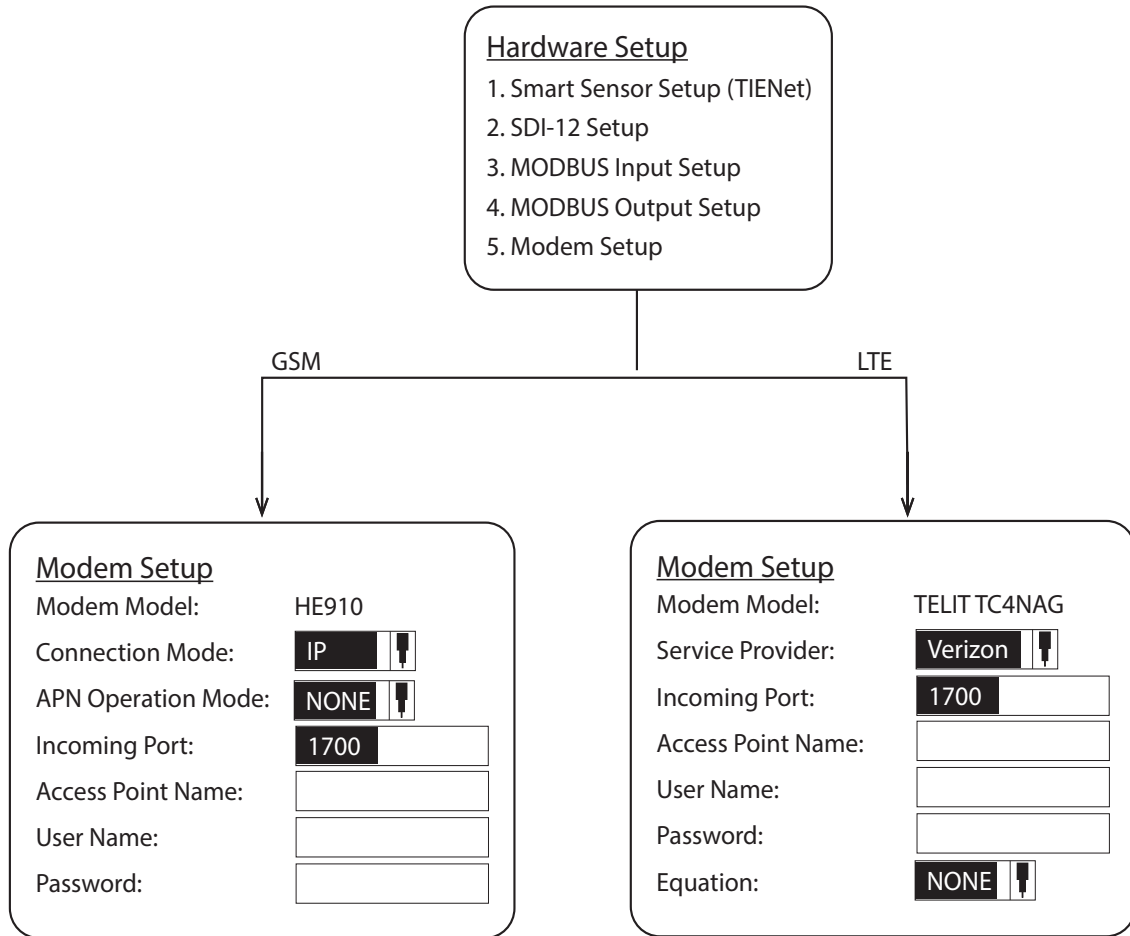 Hardware Setup
1. Smart Sensor Setup (TIENet)
2. SDI-12 Setup
3. MODBUS Input Setup
4. MODBUS Output Setup
5. Modem Setup
GSM
LTE
Modem Setup
Modem Model: HE910
Connection Mode: IP
APN Operation Mode: NONE
Incoming Port: 1700
Access Point Name:
User Name:
Password:
Modem Setup
Modem Model: TELIT TC4NAG
Service Provider: Verizon
Incoming Port: 1700
Access Point Name:
User Name:
Password:
Equation: NONE